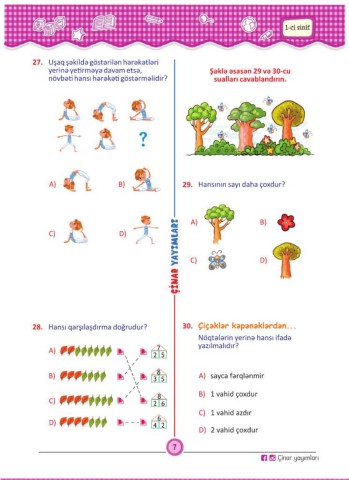 1-ci sinif
27. Uşaq şəkildə göstərilən hərəkətləri
yerinə yetirməyə davam etsə,
növbəti hansı hərəkəti göstərməlidir?
?
A)
B)
C)
D)
28. Hansı qarşılaşdırma doğrudur?
A)
7
2 5
B)
8
3 5
C)
8
2 6
D)
6
4 2
ÇİNAR YAYIMLARI
Şəklə əsasən 29 və 30-cu
sualları cavablandırın.
29. Hansının sayı daha çoxdur?
A)
B)
C)
D)
30. Çiçəklər kəpənəklərdən...
Nöqtələrin yerinə hansı ifadə
yazılmalıdır?
A) sayca fərqlənmir
B) 1 vahid çoxdur
C) 1 vahid azdır
D) 2 vahid çoxdur
7
Çinar yayımları